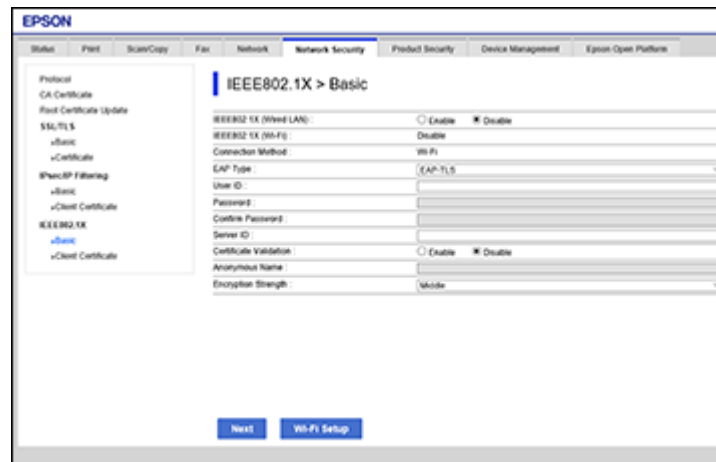 EPSON
Status Print Scan/Copy Fax Network Network Security Product Security Device Management Epson Open Platform
Protocol
CA Certificate
Root Certificate Update
SSL/TLS
»Basic
»Certificate
IPsec/IP Filtering
»Basic
»Client Certificate
IEEE802.1X
»Basic
»Client Certificate
IEEE802.1X > Basic
IEEE802.1X (Wired LAN) : Enable Disable
IEEE802.1X (Wi-Fi) : Disable
Connection Method : Wi-Fi
EAP Type : EAP-TLS
User ID :
Password :
Confirm Password :
Server ID :
Certificate Validation : Enable Disable
Anonymous Name :
Encryption Strength : Middle
Next Wi-Fi Setup